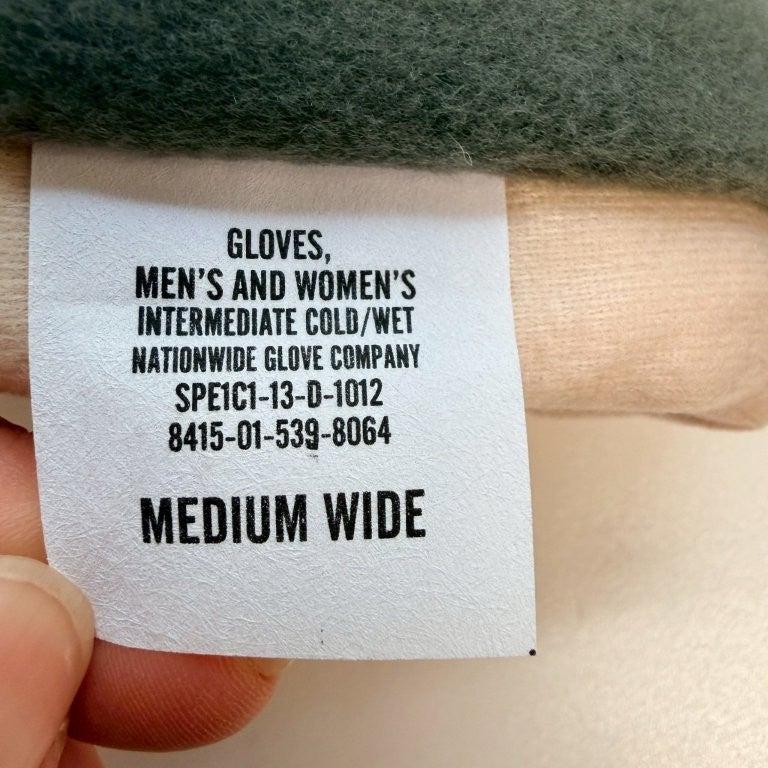 GLOVES,
MEN'S AND WOMEN'S
INTERMEDIATE COLD/WET
NATIONWIDE GLOVE COMPANY
SPE1C1-13-D-1012
8415-01-539-8064
MEDIUM WIDE